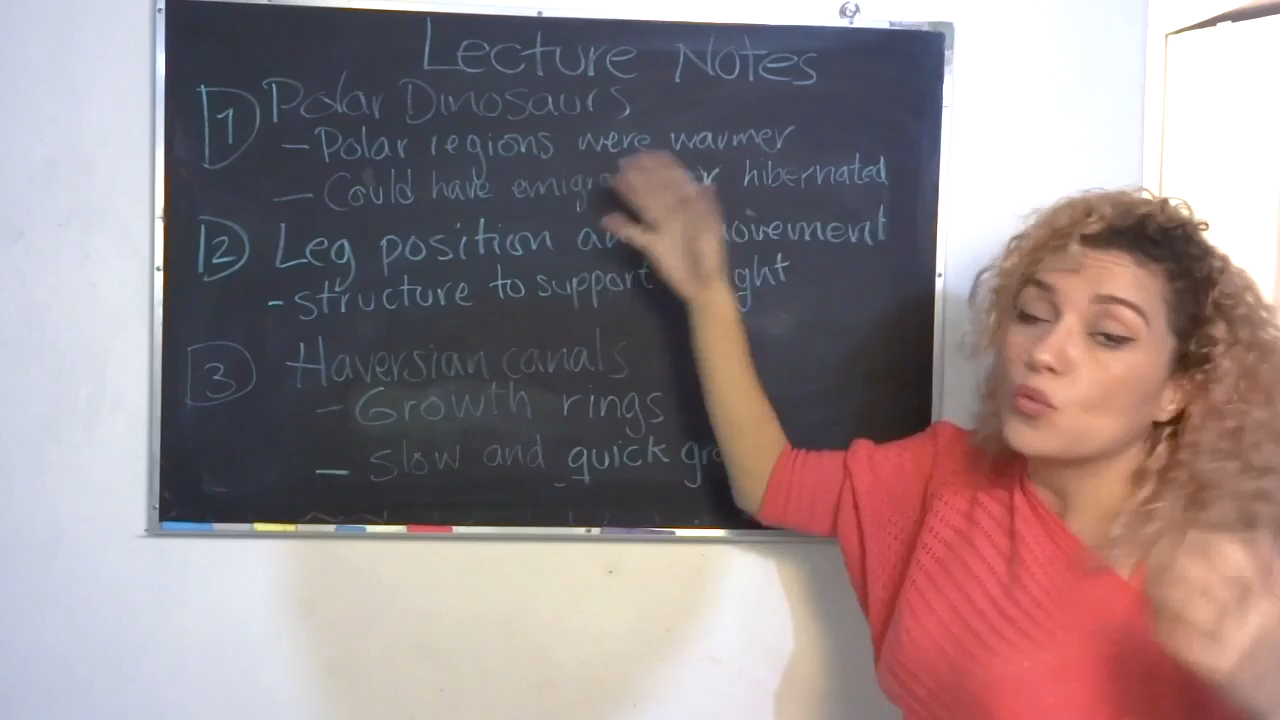 Lecture Notes
1 Polar Dinosaurs
- Polar regions were warmer
- Could have hibernated
2 Leg position movement
- structure to support
3 Haversian canals
- Growth rings
- slow and quick